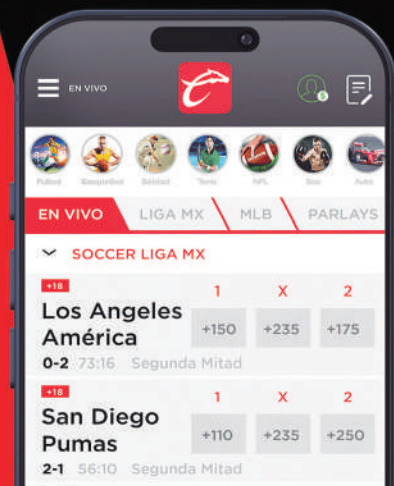 EN VIVO
Futbol
Tenis
NFL
Box
Auto
EN VIVO LIGA MX MLB PARLAYS
SOCCER LIGA MX
+18
1 X 2
Los Angeles
América
+150 +235 +175
0-2 73:16 Segunda Mitad
+18
1 X 2
San Diego
Pumas
+110 +235 +250
2-1 56:10 Segunda Mitad